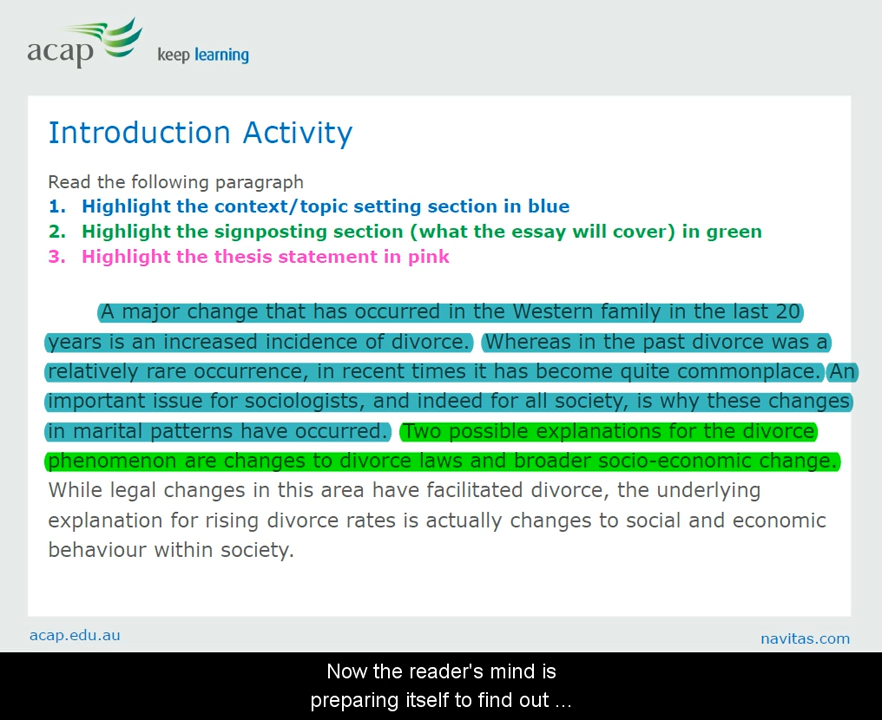 acap
keep learning
Introduction Activity
Read the following paragraph
1. Highlight the context/topic setting section in blue
2. Highlight the signposting section (what the essay will cover) in green
3. Highlight the thesis statement in pink
A major change that has occurred in the Western family in the last 20
years is an increased incidence of divorce. Whereas in the past divorce was a
relatively rare occurrence, in recent times it has become quite commonplace. An
important issue for sociologists, and indeed for all society, is why these changes
in marital patterns have occurred. Two possible explanations for the divorce
phenomenon are changes to divorce laws and broader socio-economic change.
While legal changes in this area have facilitated divorce, the underlying
explanation for rising divorce rates is actually changes to social and economic
behaviour within society.
acap.edu.au
navitas.com
Now the reader's mind is
preparing itself to find out ...